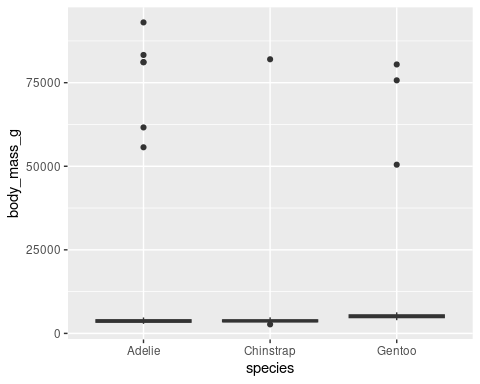 body_mass_g
75000
50000
25000
0
Adelie
Chinstrap
Gentoo
species